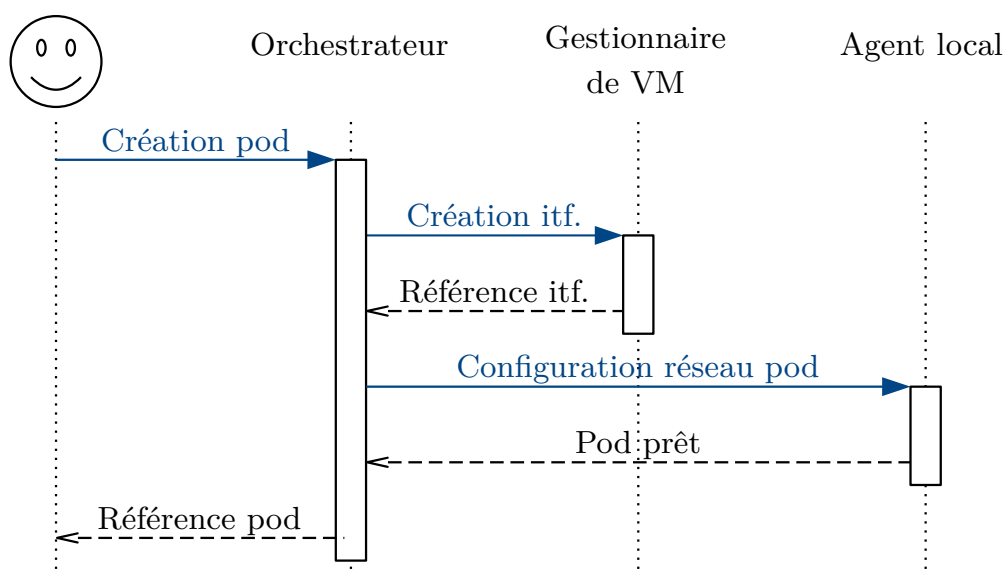 Orchestrateur
Gestionnaire
de VM
Agent local
Création pod
Création itf.
Référence itf.
Configuration réseau pod
Pod prêt
Référence pod